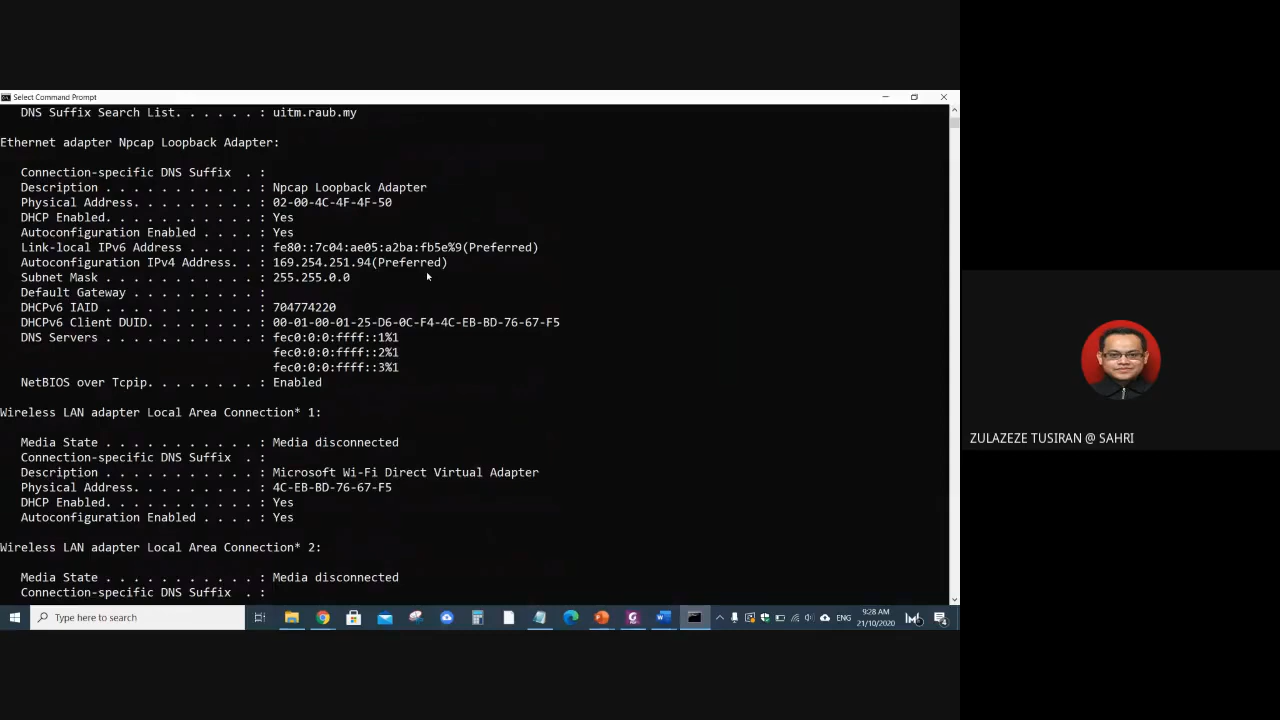 Select Command Prompt
DNS Suffix Search List. . . . . . : uitm.raub.my
Ethernet adapter Npcap Loopback Adapter:
Connection-specific DNS Suffix . :
Description . . . . . . . . . . . : Npcap Loopback Adapter
Physical Address. . . . . . . . . : 02-00-4C-4F-4F-50
DHCP Enabled. . . . . . . . . . . : Yes
Autoconfiguration Enabled . . . . : Yes
Link-local IPv6 Address . . . . . : fe80::7c04:ae05:a2ba:fb5e%9(Preferred)
Autoconfiguration IPv4 Address. . : 169.254.251.94(Preferred)
Subnet Mask . . . . . . . . . . . : 255.255.0.0
Default Gateway . . . . . . . . . :
DHCPv6 IAID . . . . . . . . . . . : 704774220
DHCPv6 Client DUID. . . . . . . . : 00-01-00-01-25-D6-0C-F4-4C-EB-BD-76-67-F5
DNS Servers . . . . . . . . . . . : fec0:0:0:ffff::1%1
fec0:0:0:ffff::2%1
fec0:0:0:ffff::3%1
NetBIOS over Tcpip. . . . . . . . : Enabled
Wireless LAN adapter Local Area Connection* 1:
Media State . . . . . . . . . . . : Media disconnected
Connection-specific DNS Suffix . :
Description . . . . . . . . . . . : Microsoft Wi-Fi Direct Virtual Adapter
Physical Address. . . . . . . . . : 4C-EB-BD-76-67-F5
DHCP Enabled. . . . . . . . . . . : Yes
Autoconfiguration Enabled . . . . : Yes
Wireless LAN adapter Local Area Connection* 2:
Media State . . . . . . . . . . . : Media disconnected
Connection-specific DNS Suffix . :
Type here to search
ENG
9:28 AM
21/10/2020
ZULAZEZE TUSIRAN @ SAHRI